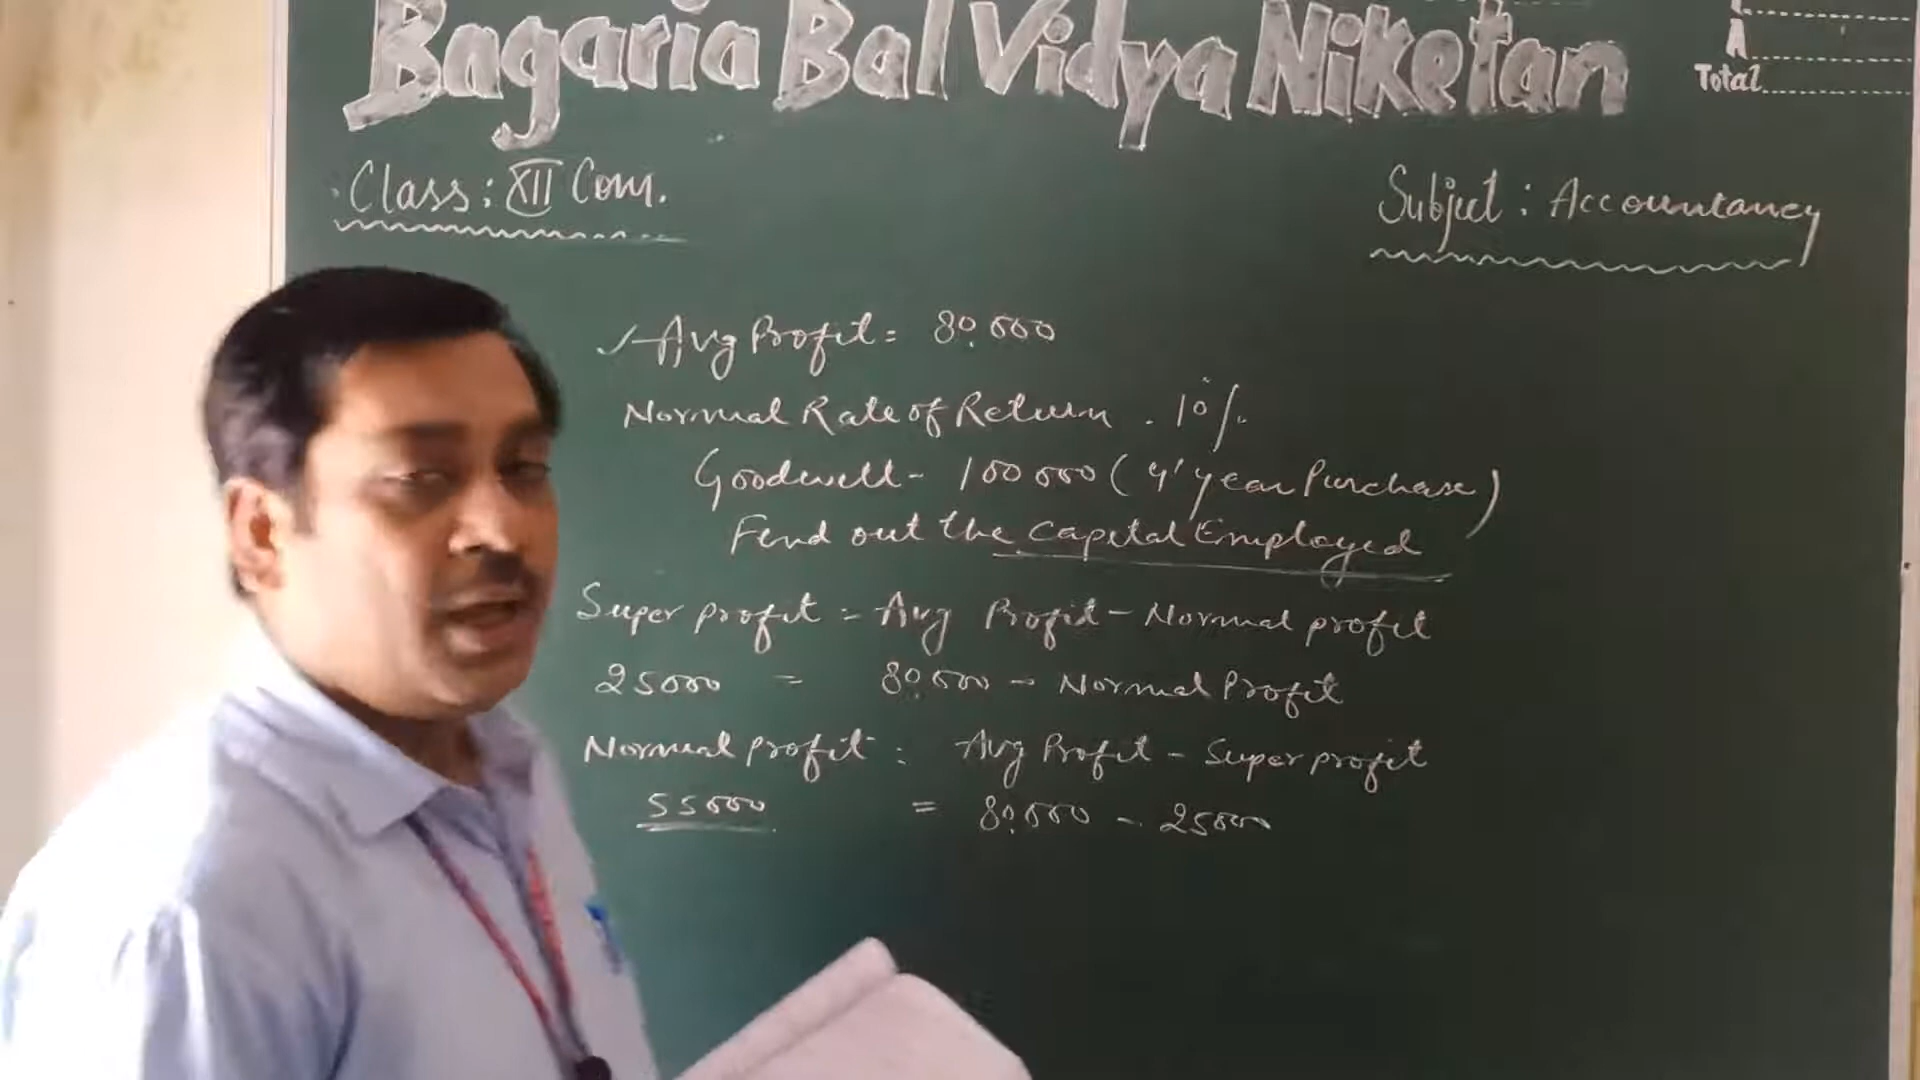 Bagaria Bal Vidya Niketan
A
Total
Class: XII Com.
Subject: Accountancy
Avg Profit = 80,000
Normal Rate of Return - 10%
Goodwill - 100000 (4 year Purchase)
Find out the Capital Employed
Super profit = Avg Profit - Normal profit
25000 = 80,000 - Normal Profit
Normal profit = Avg Profit - Super profit
55000 = 80,000 - 25000